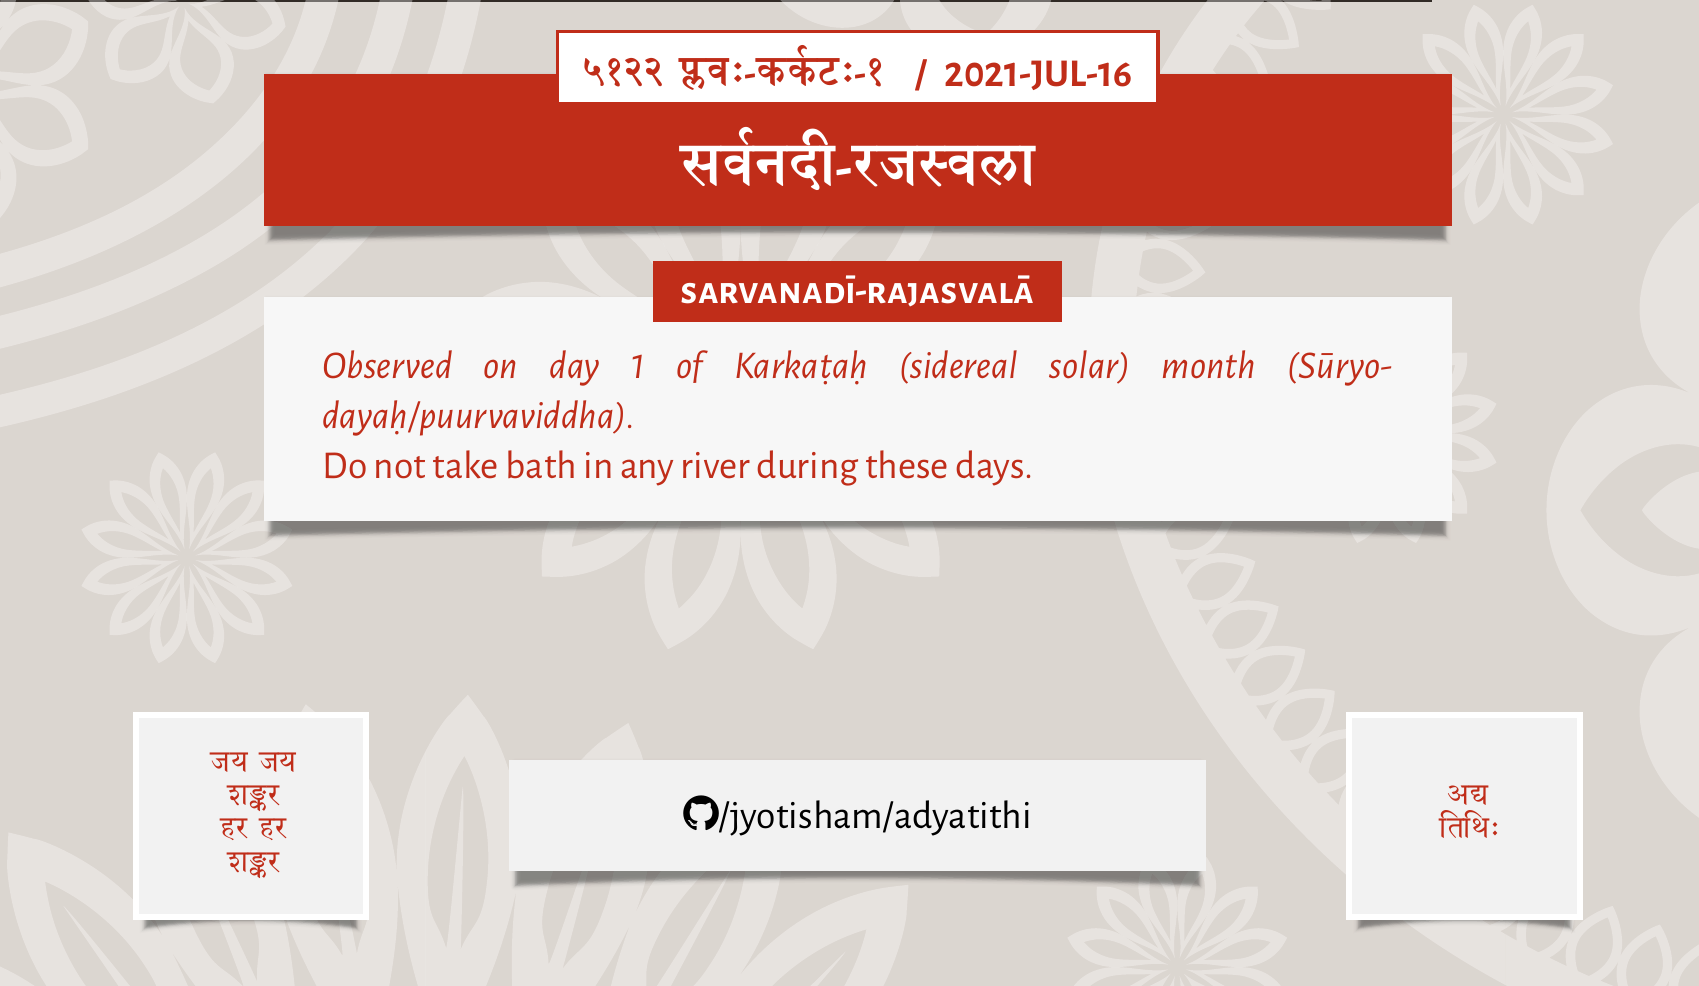 ५१२२ प्लवः-कर्कटः-१ / 2021-JUL-16
सर्वनदी-रजस्वला
SARVANADĪ-RAJASVALĀ
Observed on day 1 of Karkaṭaḥ (sidereal solar) month (Sūryo-
dayaḥ/puurvaviddha).
Do not take bath in any river during these days.
जय जय
शङ्कर
हर हर
शङ्कर
/jyotisham/adyatithi
अद्य
तिथिः